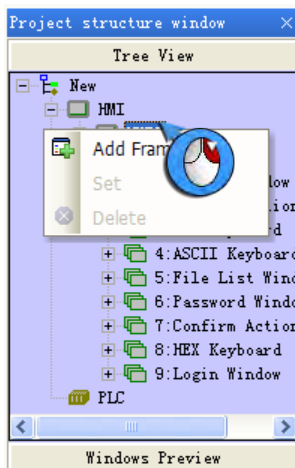 Project structure window
Tree View
New
HMI
Add Fram
Set
Delete
4:ASCII Keyboard
5:File List Wind
6:Password Windo
7:Confirm Action
8:HEX Keyboard
9:Login Window
PLC
Windows Preview